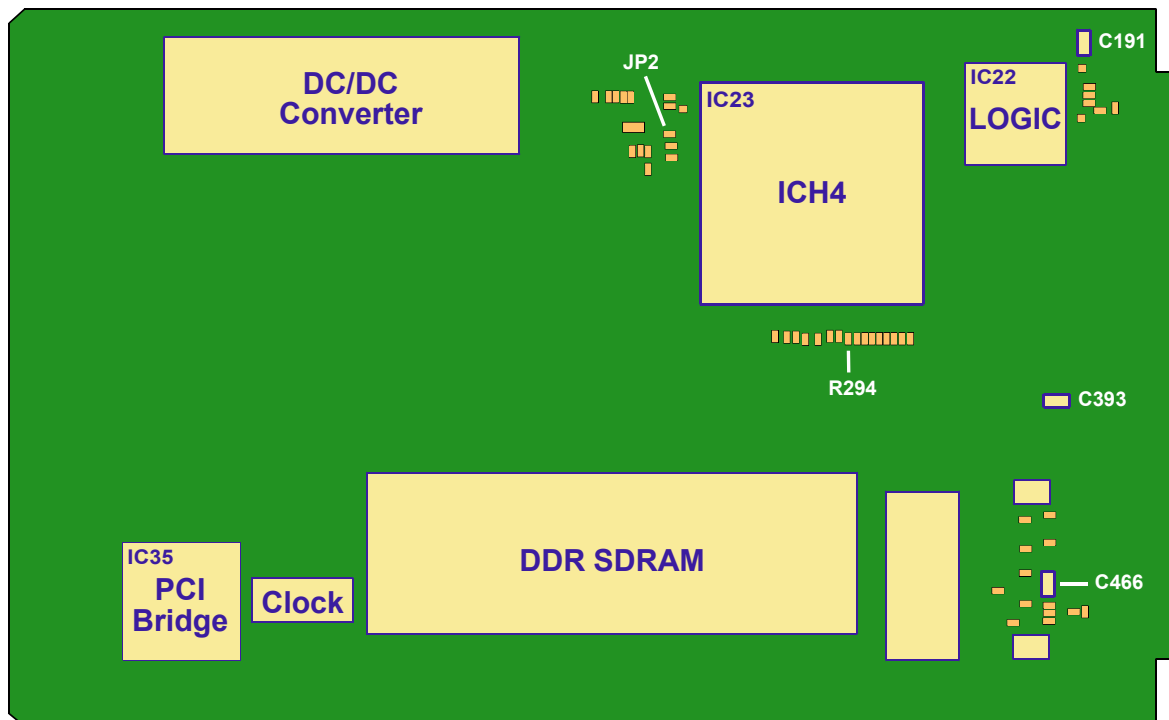 C191
JP2
DC/DC
Converter
IC23
ICH4
IC22
LOGIC
R294
C393
IC35
PCI
Bridge
Clock
DDR SDRAM
C466